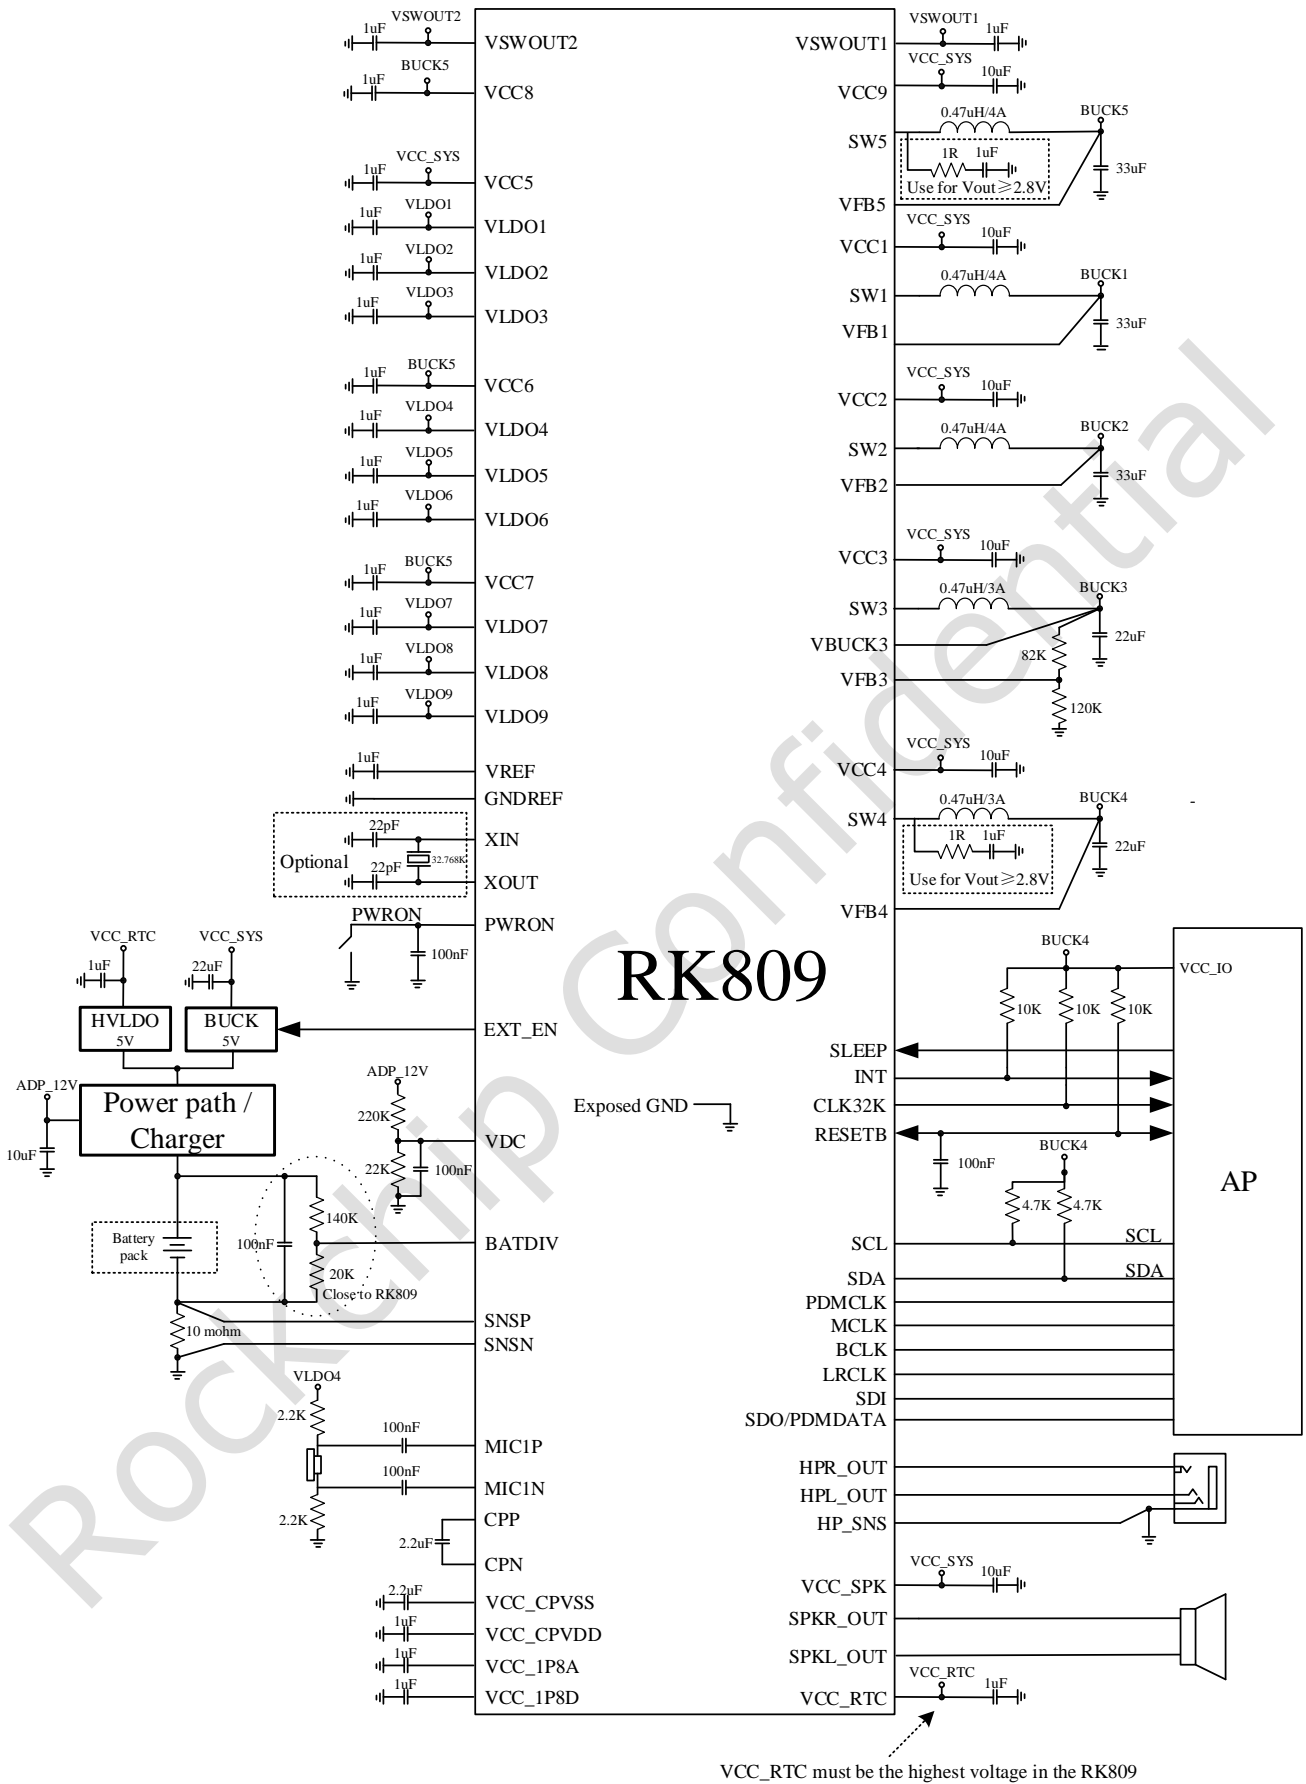 VSWOUT2
1uF
VSWOUT2
BUCK5
1uF
VCC8
VCC_SYS
1uF
VCC5
VLDO1
1uF
VLDO1
VLDO2
1uF
VLDO2
VLDO3
1uF
VLDO3
BUCK5
1uF
VCC6
VLDO4
1uF
VLDO4
VLDO5
1uF
VLDO5
VLDO6
1uF
VLDO6
BUCK5
1uF
VCC7
VLDO7
1uF
VLDO7
VLDO8
1uF
VLDO8
VLDO9
1uF
VLDO9
1uF
VREF
GNDREF
22pF
XIN
Optional
32.768K
22pF
XOUT
PWRON
PWRON
100nF
VCC_RTC
VCC_SYS
1uF
22uF
HVLDO
5V
BUCK
5V
EXT_EN
ADP_12V
Power path /
Charger
10uF
ADP_12V
220K
VDC
22K
100nF
140K
Battery
pack
100nF
BATDIV
20K
Close to RK809
SNSP
10 mohm
SNSN
VLDO4
2.2K
100nF
MIC1P
100nF
MIC1N
2.2K
CPP
2.2uF
CPN
2.2uF
VCC_CPVSS
1uF
VCC_CPVDD
1uF
VCC_1P8A
1uF
VCC_1P8D
RK809
Exposed GND
VSWOUT1
VSWOUT1
1uF
VCC_SYS
VCC9
10uF
0.47uH/4A
BUCK5
SW5
1R
1uF
33uF
Use for Vout≥2.8V
VFB5
VCC_SYS
VCC1
10uF
0.47uH/4A
BUCK1
SW1
33uF
VFB1
VCC_SYS
VCC2
10uF
0.47uH/4A
BUCK2
SW2
33uF
VFB2
VCC_SYS
VCC3
10uF
0.47uH/3A
BUCK3
SW3
22uF
VBUCK3
82K
VFB3
120K
VCC_SYS
VCC4
10uF
0.47uH/3A
BUCK4
-
SW4
1R
1uF
22uF
Use for Vout≥2.8V
VFB4
BUCK4
VCC_IO
10K
10K
10K
SLEEP
INT
CLK32K
RESETB
BUCK4
100nF
AP
4.7K
4.7K
SCL
SCL
SDA
SDA
PDMCLK
MCLK
BCLK
LRCLK
SDI
SDO/PDMDATA
HPR_OUT
HPL_OUT
HP_SNS
VCC_SYS
VCC_SPK
10uF
SPKR_OUT
SPKL_OUT
VCC_RTC
VCC_RTC
1uF
VCC_RTC must be the highest voltage in the RK809
Rockchip Confidential